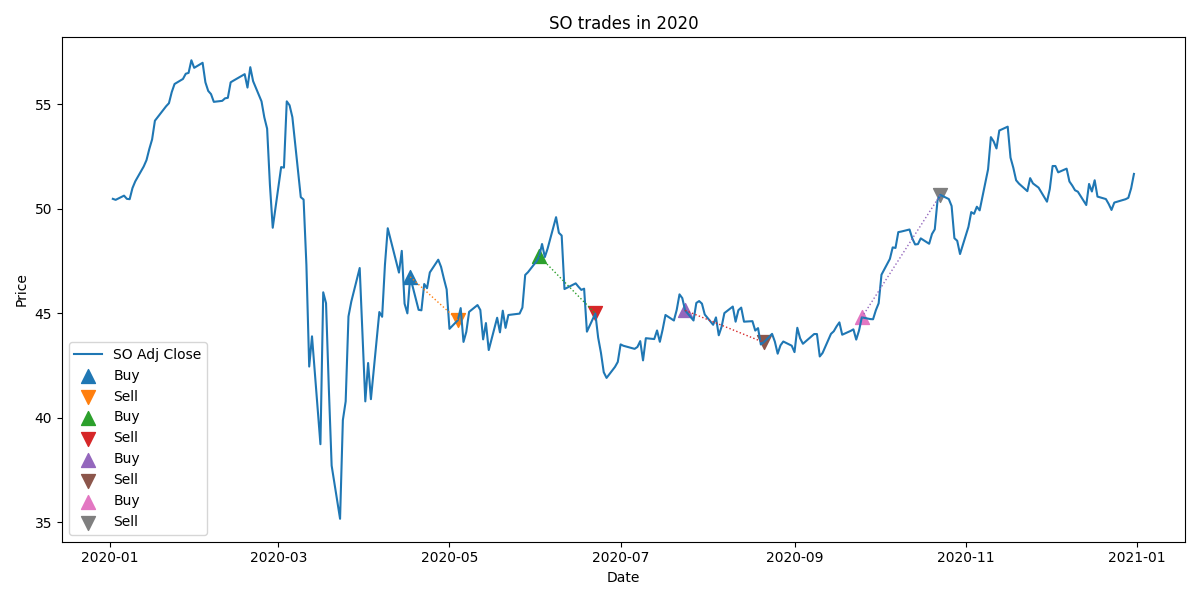 SO trades in 2020
Price
55
50
45
40
35
SO Adj Close
Buy
Sell
Buy
Sell
Buy
Sell
Buy
Sell
2020-01
2020-03
2020-05
2020-07
2020-09
2020-11
2021-01
Date